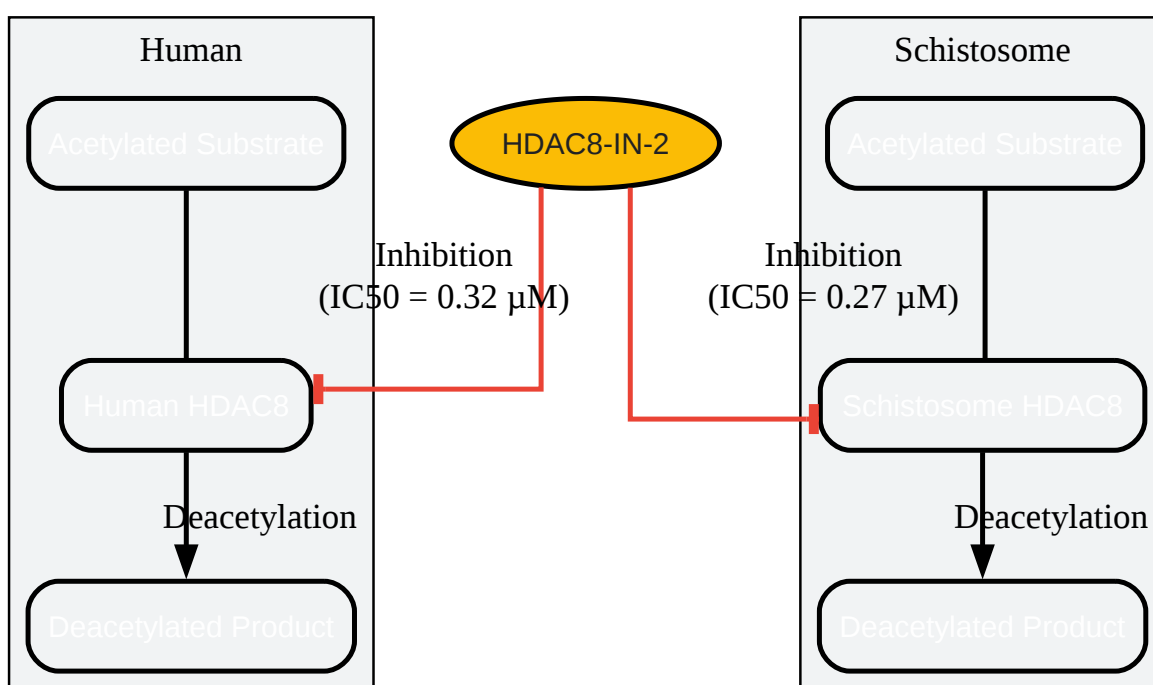 Human
Acetylated Substrate
Inhibition
(IC50 = 0.32 µM)
Human HDAC8
Deacetylation
Deacetylated Product
HDAC8-IN-2
Schistosome
Acetylated Substrate
Inhibition
(IC50 = 0.27 µM)
Schistosome HDAC8
Deacetylation
Deacetylated Product